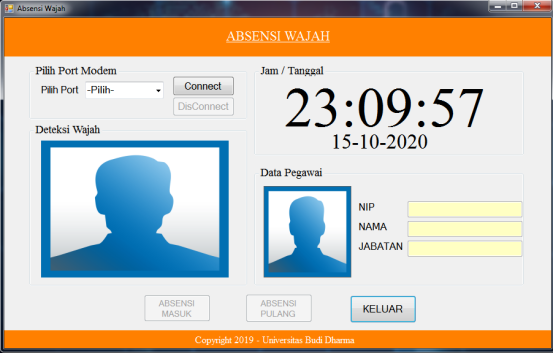 Absensi Wajah
ABSENSI WAJAH
Pilih Port Modem
Pilih Port
-Pilih-
Connect
DisConnect
Jam / Tanggal
23:09:57
15-10-2020
Deteksi Wajah
Data Pegawai
NIP
NAMA
JABATAN
ABSENSI
MASUK
ABSENSI
PULANG
KELUAR
Copyright 2019 - Universitas Budi Dharma